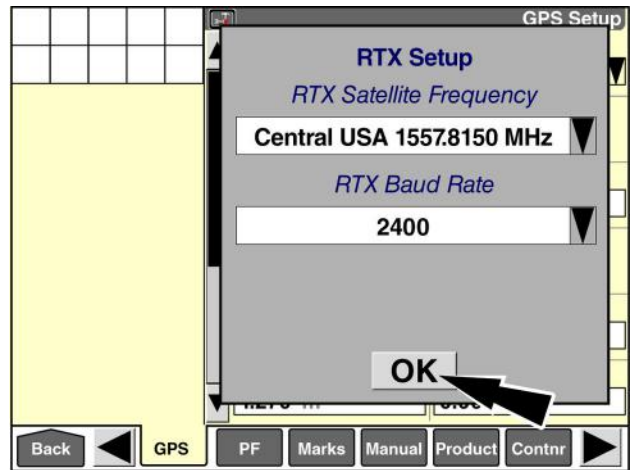 GPS Setup
RTX Setup
RTX Satellite Frequency
Central USA 1557.8150 MHz
RTX Baud Rate
2400
OK
Back
GPS
PF
Marks
Manual
Product
Contnr